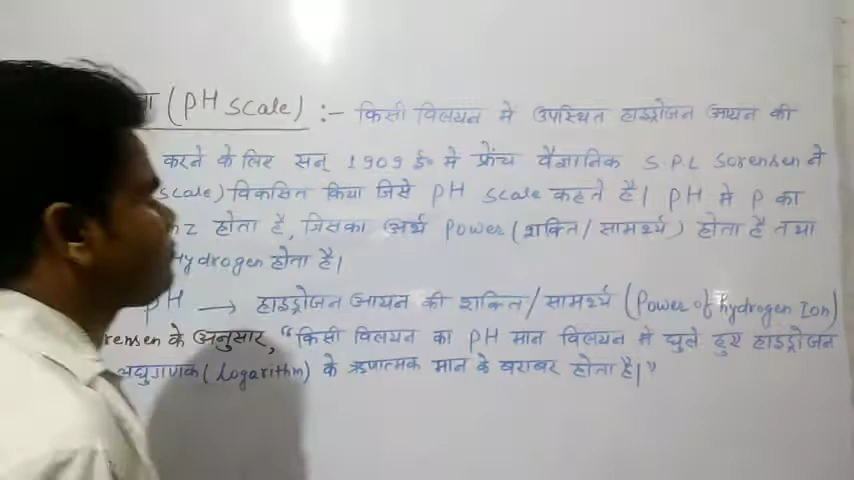 (PH Scale) :- किसी विलयन मे उपस्थित हाइड्रोजन आयन की
करने के लिए सन् 1909 ई॰ मे फ्रेंच वैज्ञानिक S.P.L Sorensen ने
Scale) विकसित किया जिसे PH Scale कहते है। PH मे P का
होता है, जिसका अर्थ Power (शक्ति / सामर्थ्य) होता है तथा
Hydrogen होता है।
PH → हाइड्रोजन आयन की शक्ति / सामर्थ्य (Power of hydrogen Ion)
rensen के अनुसार, "किसी विलयन का PH मान विलयन मे घुले हुए हाइड्रोजन
लघुगणक (Logarithm) के ऋणात्मक मान के बराबर होता है।"